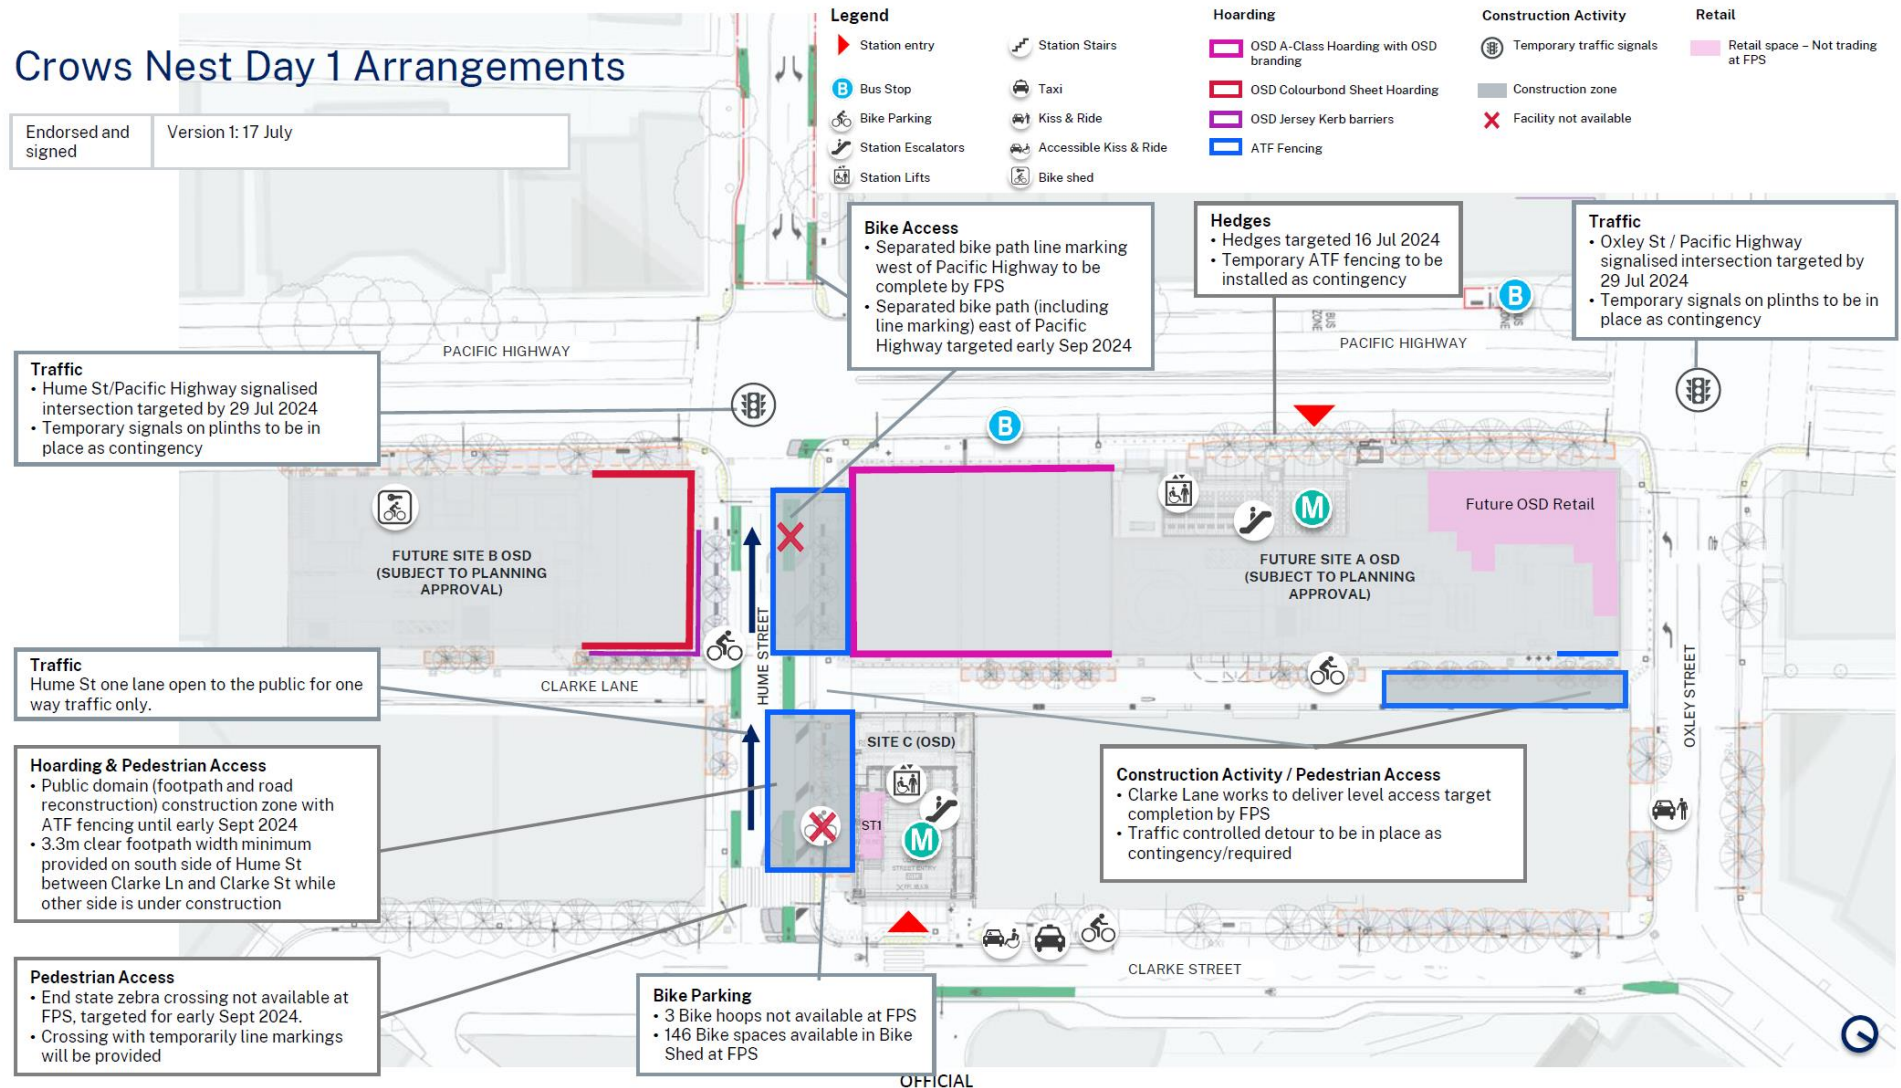 Crows Nest Day 1 Arrangements
Endorsed and
signed
Version 1: 17 July
Legend
Station entry
Bus Stop
Bike Parking
Station Escalators
Station Lifts
Station Stairs
Taxi
Kiss & Ride
Accessible Kiss & Ride
Bike shed
Hoarding
OSD A-Class Hoarding with OSD
branding
OSD Colourbond Sheet Hoarding
OSD Jersey Kerb barriers
ATF Fencing
Construction Activity
Temporary traffic signals
Construction zone
Facility not available
Retail
Retail space – Not trading
at FPS
Bike Access
• Separated bike path line marking
west of Pacific Highway to be
complete by FPS
• Separated bike path (including
line marking) east of Pacific
Highway targeted early Sep 2024
Hedges
• Hedges targeted 16 Jul 2024
• Temporary ATF fencing to be
installed as contingency
Traffic
• Oxley St / Pacific Highway
signalised intersection targeted by
29 Jul 2024
• Temporary signals on plinths to be in
place as contingency
B
B
BUS
ZONE
BUS
ZONE
PACIFIC HIGHWAY
PACIFIC HIGHWAY
Traffic
• Hume St/Pacific Highway signalised
intersection targeted by 29 Jul 2024
• Temporary signals on plinths to be in
place as contingency
B
M
Future OSD Retail
FUTURE SITE B OSD
(SUBJECT TO PLANNING
APPROVAL)
FUTURE SITE A OSD
(SUBJECT TO PLANNING
APPROVAL)
HUME STREET
CLARKE LANE
OXLEY STREET
Traffic
Hume St one lane open to the public for one
way traffic only.
SITE C (OSD)
ST1
M
STREET ENTRY
Hoarding & Pedestrian Access
• Public domain (footpath and road
reconstruction) construction zone with
ATF fencing until early Sept 2024
• 3.3m clear footpath width minimum
provided on south side of Hume St
between Clarke Ln and Clarke St while
other side is under construction
Construction Activity / Pedestrian Access
• Clarke Lane works to deliver level access target
completion by FPS
• Traffic controlled detour to be in place as
contingency/required
CLARKE STREET
Pedestrian Access
• End state zebra crossing not available at
FPS, targeted for early Sept 2024.
• Crossing with temporarily line markings
will be provided
Bike Parking
• 3 Bike hoops not available at FPS
• 146 Bike spaces available in Bike
Shed at FPS
OFFICIAL